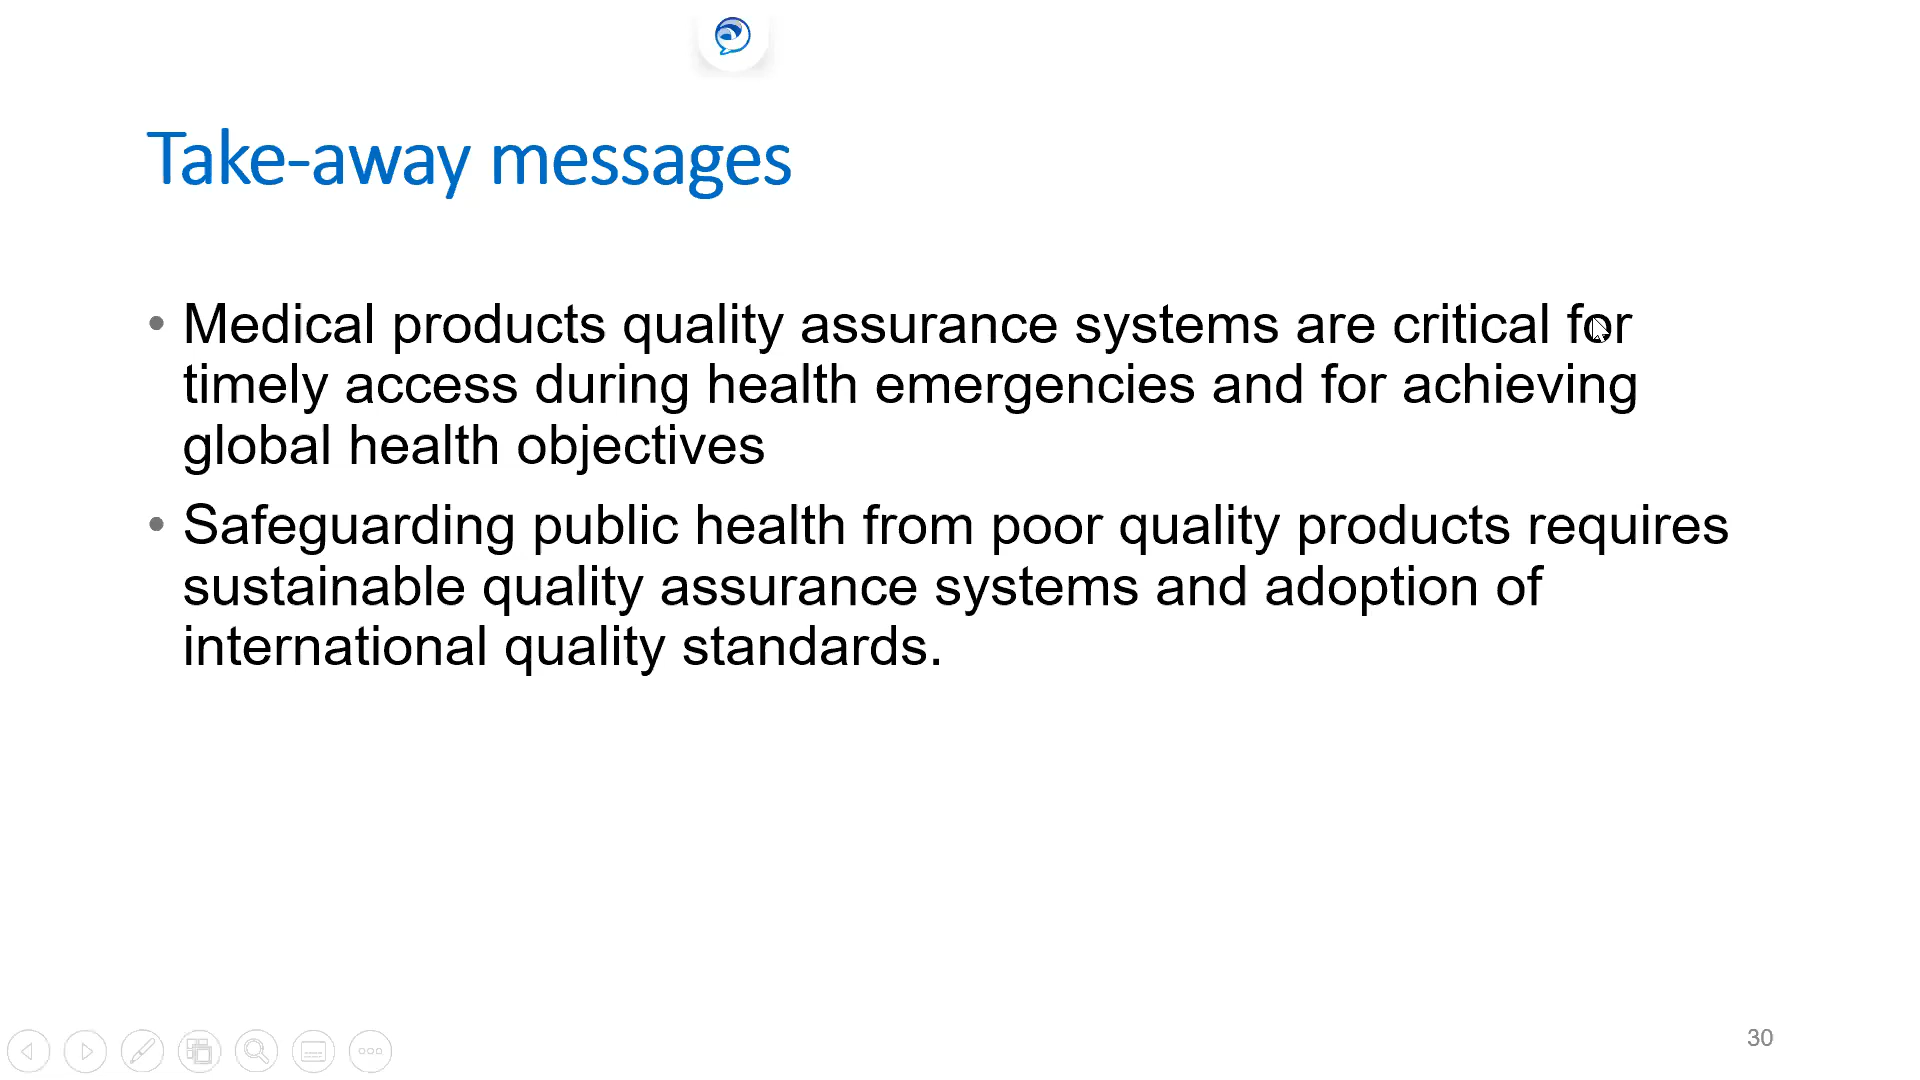 Take-away messages
• Medical products quality assurance systems are critical for
timely access during health emergencies and for achieving
global health objectives
• Safeguarding public health from poor quality products requires
sustainable quality assurance systems and adoption of
international quality standards.
30